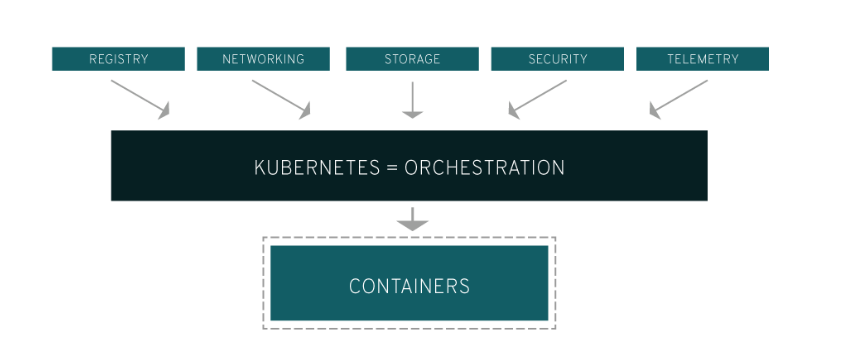 REGISTRY
NETWORKING
STORAGE
SECURITY
TELEMETRY
KUBERNETES = ORCHESTRATION
CONTAINERS